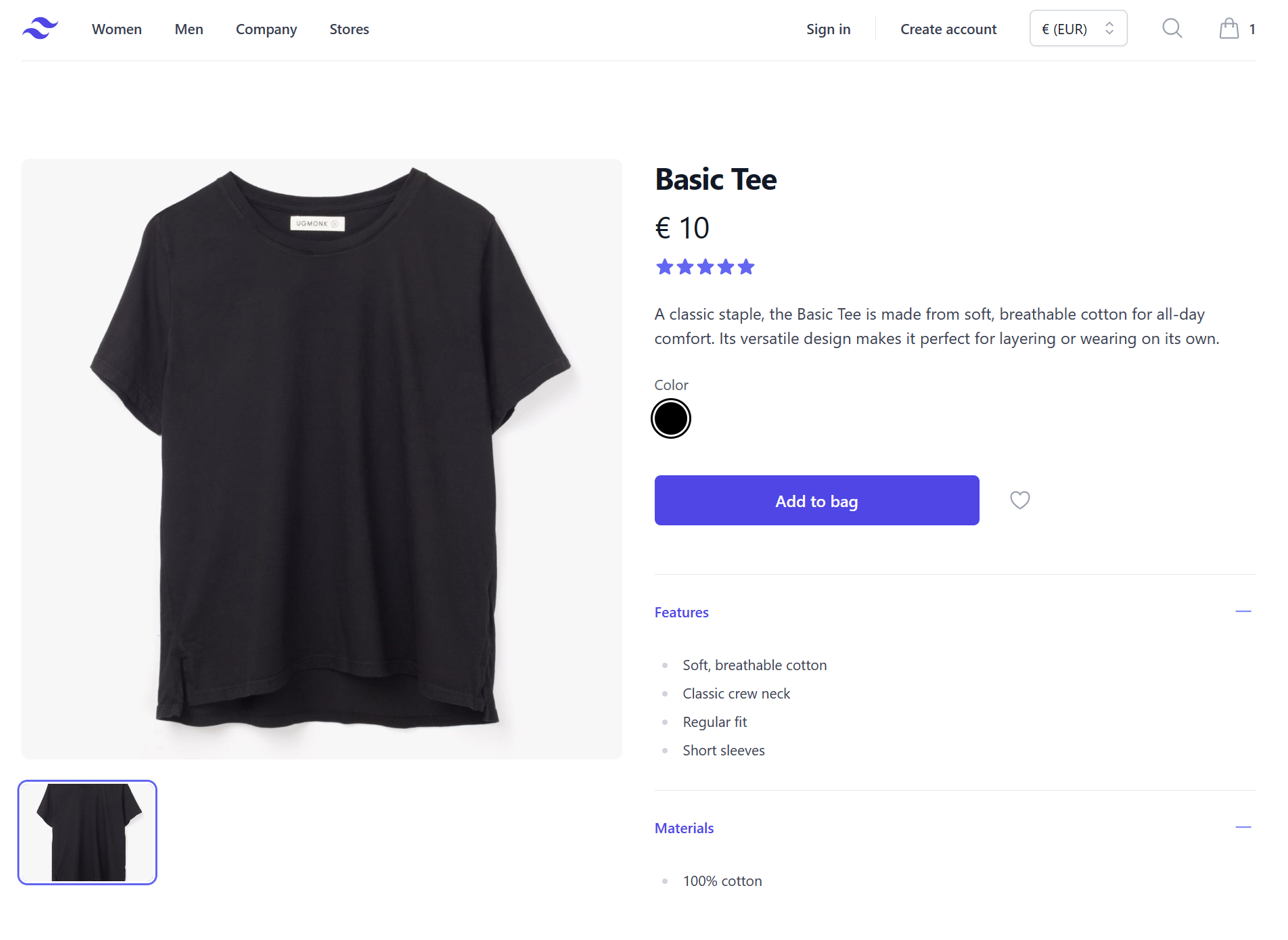 Women
Men
Company
Stores
Sign in
Create account
€ (EUR)
1
UGMONK
Basic Tee
€ 10
A classic staple, the Basic Tee is made from soft, breathable cotton for all-day
comfort. Its versatile design makes it perfect for layering or wearing on its own.
Color
Add to bag
Features
Soft, breathable cotton
Classic crew neck
Regular fit
Short sleeves
Materials
100% cotton